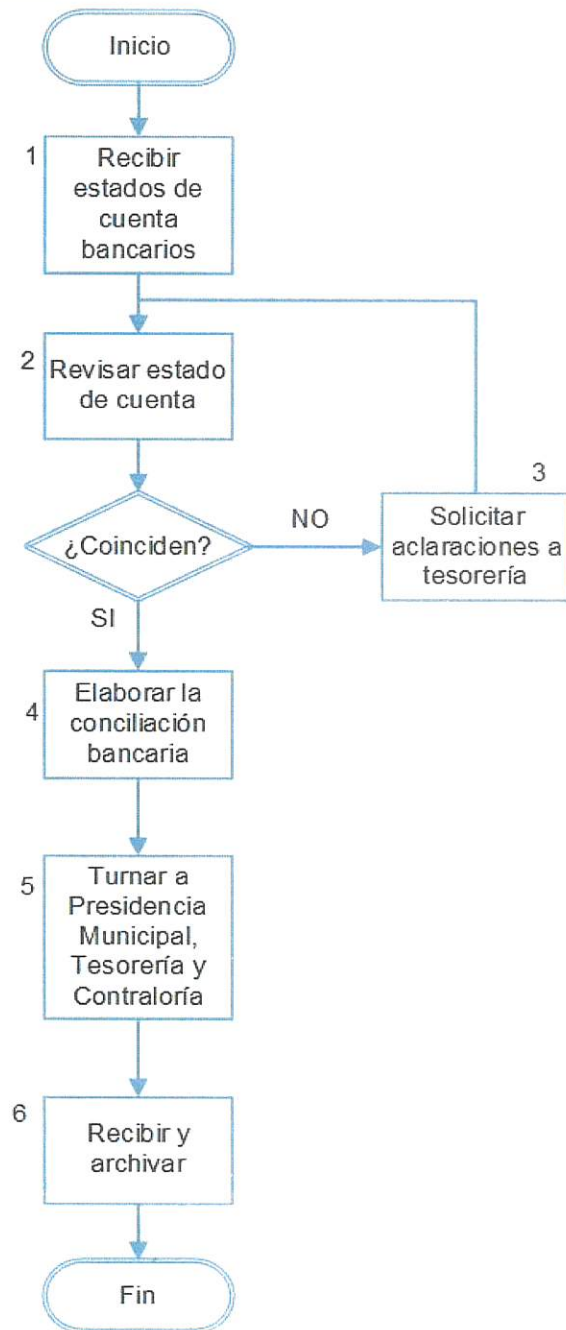 Inicio
1
Recibir
estados de
cuenta
bancarios
2
Revisar estado
de cuenta
¿Coinciden?
NO
3
Solicitar
aclaraciones a
tesorería
SI
4
Elaborar la
conciliación
bancaria
5
Turnar a
Presidencia
Municipal,
Tesorería y
Contraloría
6
Recibir y
archivar
Fin